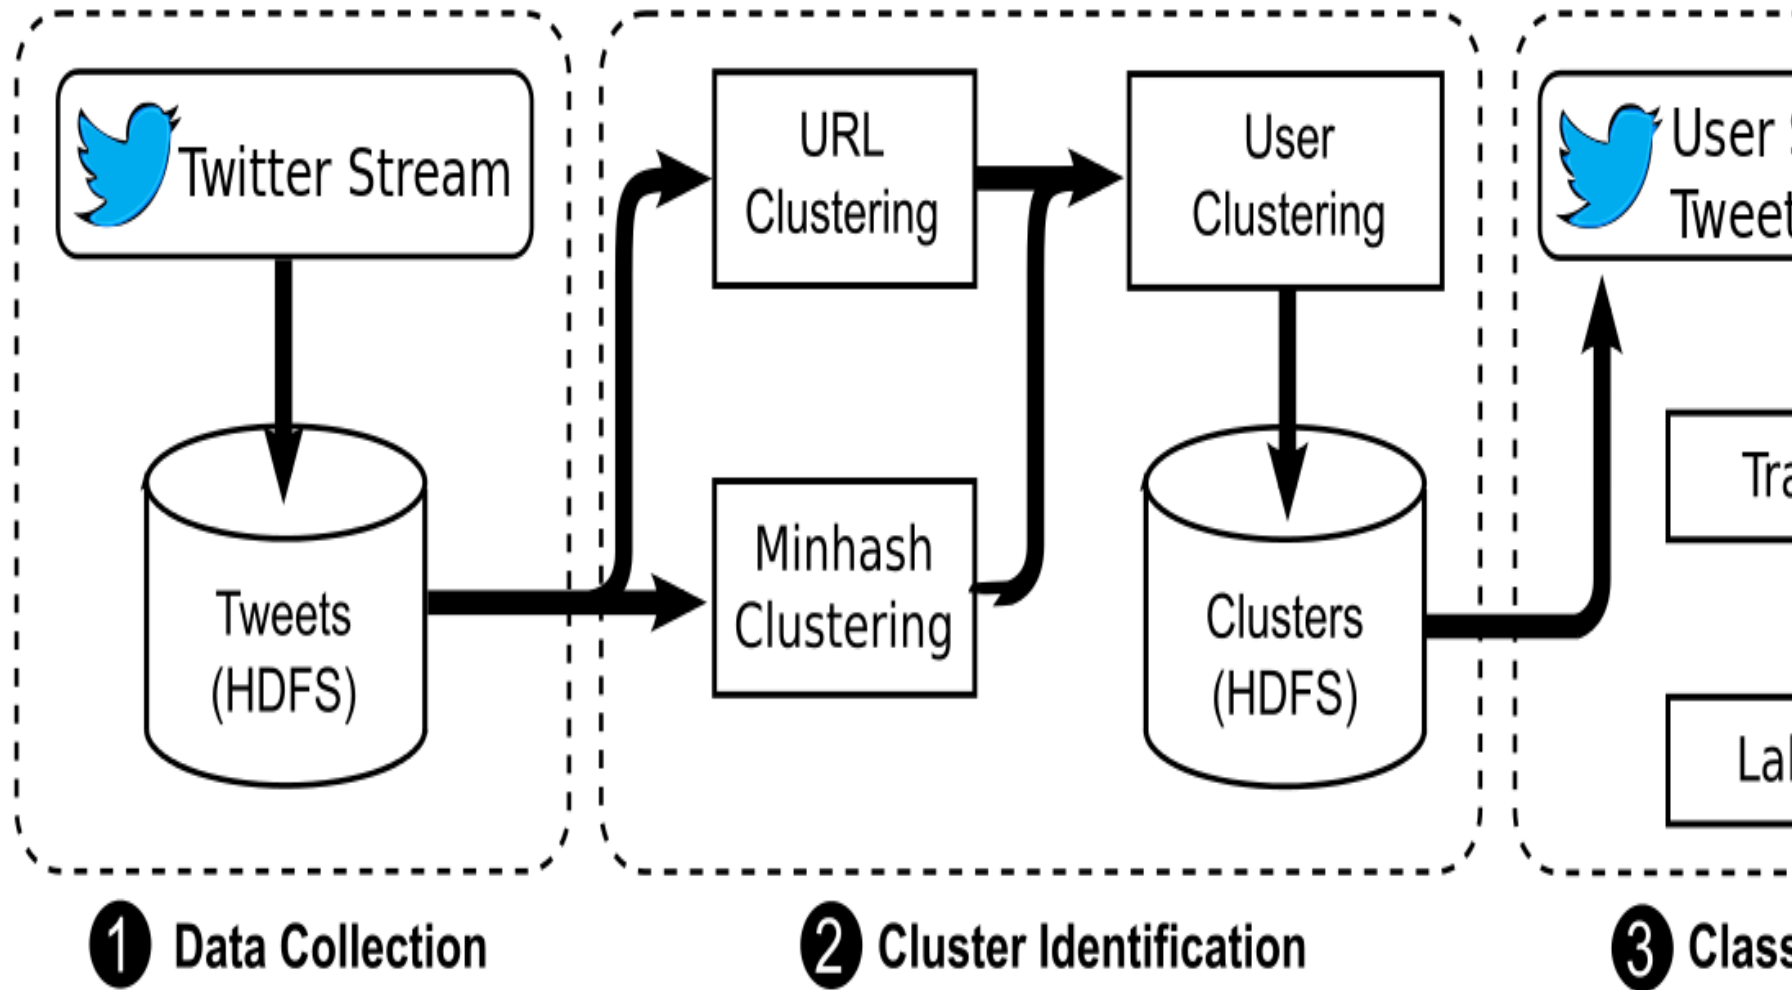 Twitter Stream
Tweets
(HDFS)
1 Data Collection
URL
Clustering
Minhash
Clustering
User
Clustering
Clusters
(HDFS)
2 Cluster Identification
User
3